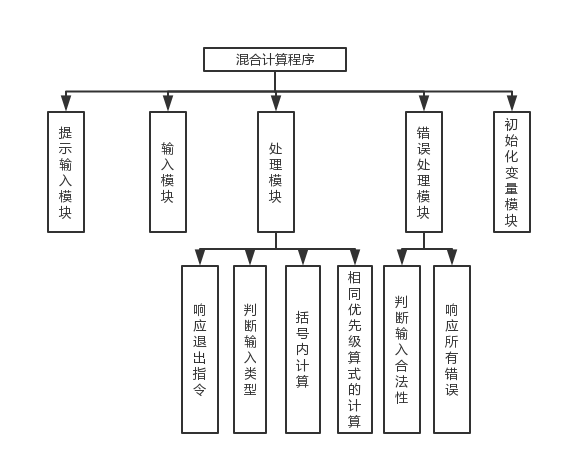 混合计算程序
提示输入模块
输入模块
处理模块
错误处理模块
初始化变量模块
响应退出指令
判断输入类型
括号内计算
相同优先级算式的计算
判断输入合法性
响应所有错误